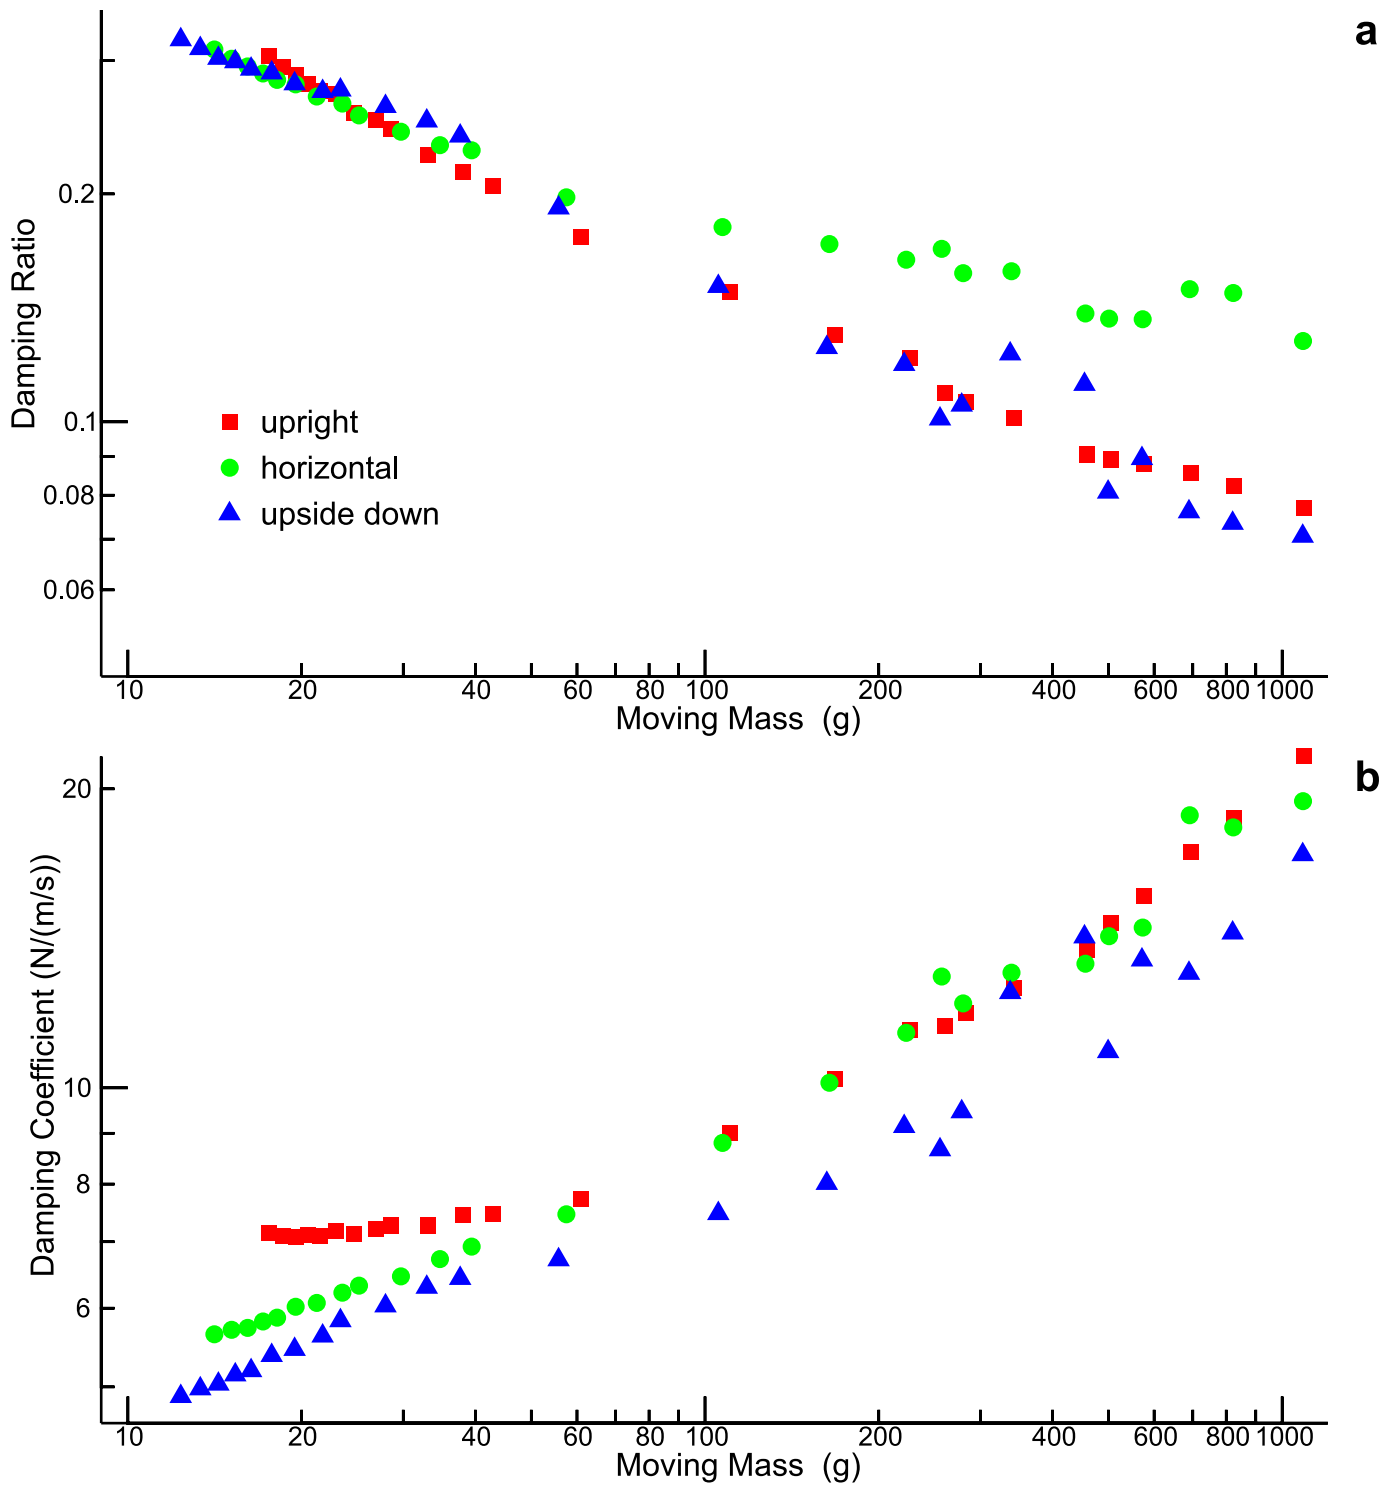 a
0.2
0.1
0.08
0.06
Damping Ratio
upright
horizontal
upside down
10 20 40 60 80 100 200 400 600 800 1000
Moving Mass (g)
b
20
10
8
6
Damping Coefficient (N/(m/s))
10 20 40 60 80 100 200 400 600 800 1000
Moving Mass (g)